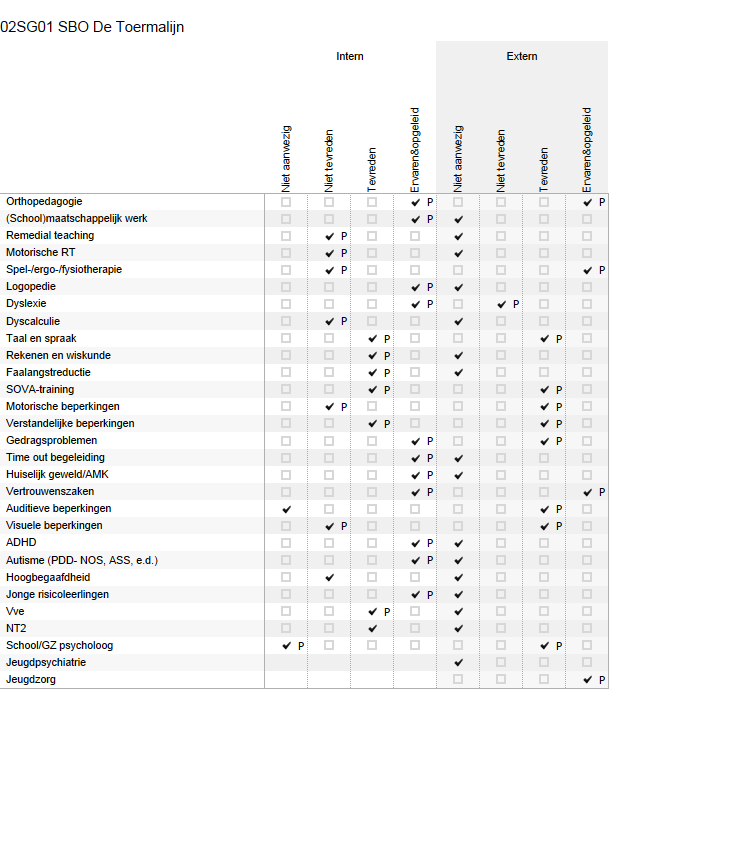 02SG01 SBO De Toermalijn
Intern Extern
Niet aanwezig Niet tevreden Tevreden Ervaren&opgeleid Niet aanwezig Niet tevreden Tevreden Ervaren&opgeleid
Orthopedagogie P P
(School)maatschappelijk werk P
Remedial teaching P
Motorische RT P
Spel-/ergo-/fysiotherapie P P
Logopedie P
Dyslexie P P
Dyscalculie P
Taal en spraak P P
Rekenen en wiskunde P
Faalangstreductie P
SOVA-training P P
Motorische beperkingen P P
Verstandelijke beperkingen P P
Gedragsproblemen P P
Time out begeleiding P
Huiselijk geweld/AMK P
Vertrouwenszaken P P
Auditieve beperkingen P
Visuele beperkingen P P
ADHD P
Autisme (PDD- NOS, ASS, e.d.) P
Hoogbegaafdheid
Jonge risicoleerlingen P
Vve P
NT2
School/GZ psycholoog P P
Jeugdpsychiatrie
Jeugdzorg P